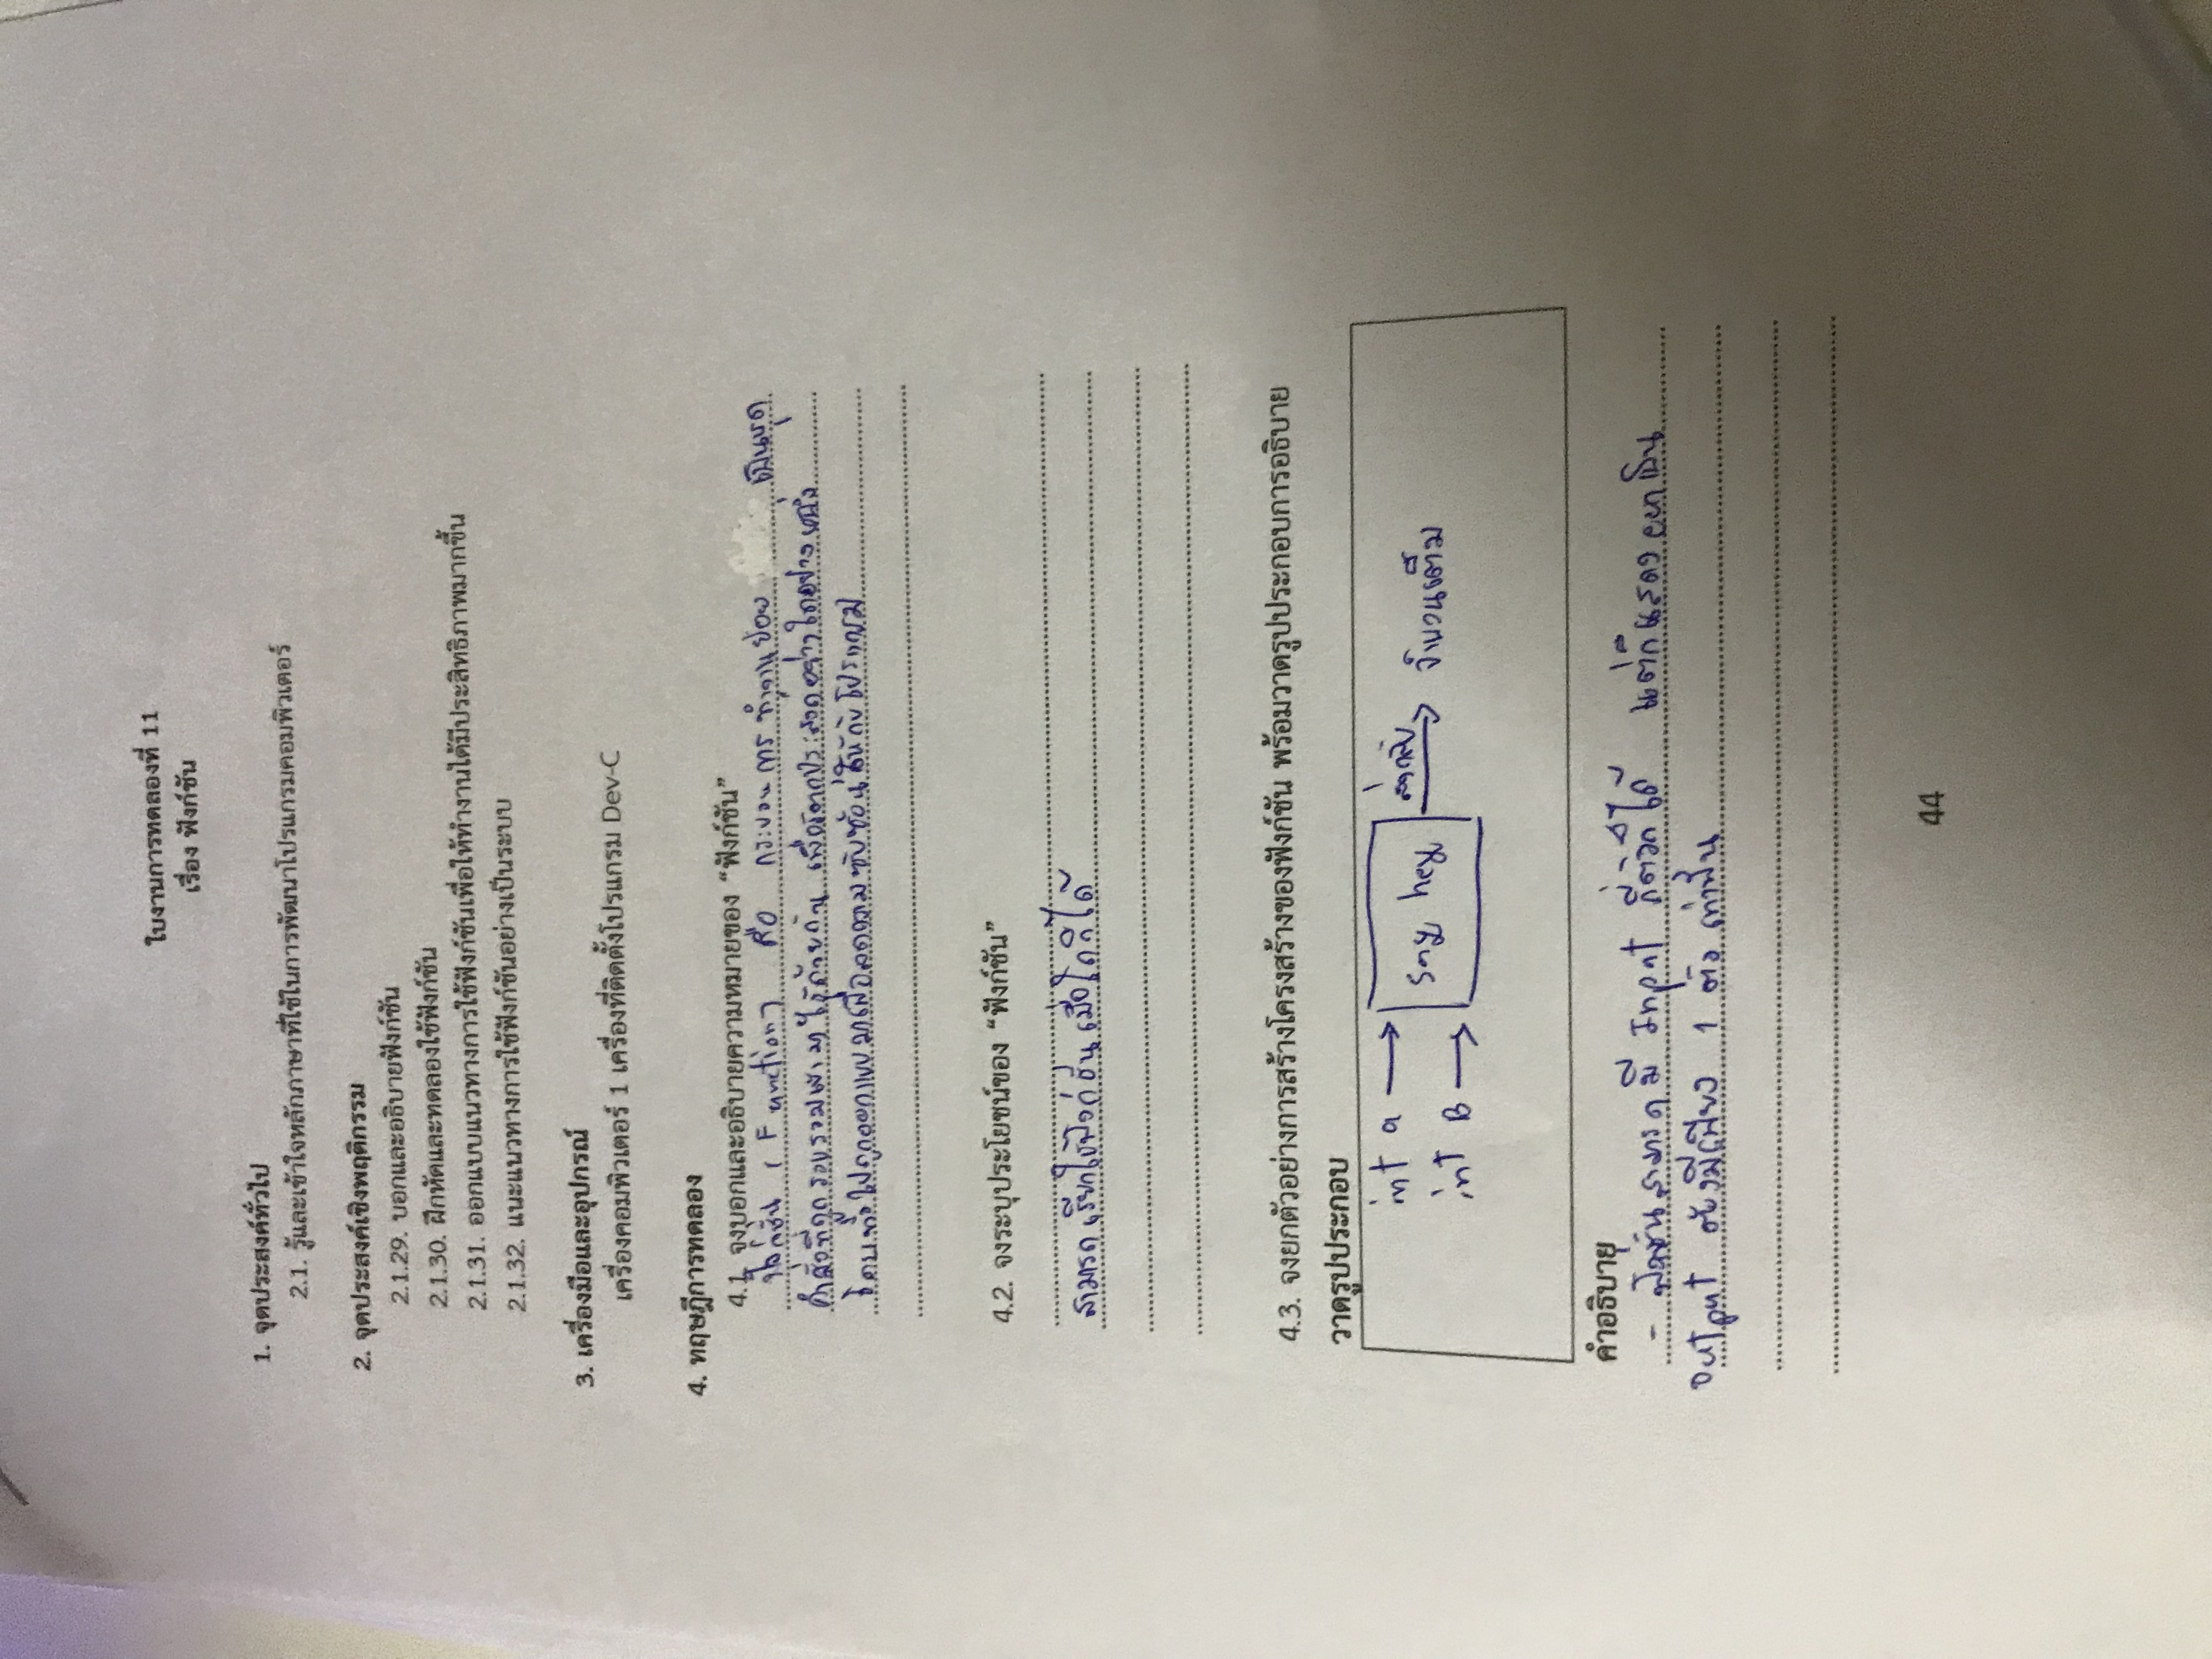 ใบงานการทดลองที่ 11
เรื่อง ฟังก์ชัน
1. จุดประสงค์ทั่วไป
2.1. รู้และเข้าใจหลักภาษาที่ใช้ในการพัฒนาโปรแกรมคอมพิวเตอร์
2. จุดประสงค์เชิงพฤติกรรม
2.1.29. บอกและอธิบายฟังก์ชัน
2.1.30. ฝึกหัดและทดลองใช้ฟังก์ชัน
2.1.31. ออกแบบแนวทางการใช้ฟังก์ชันเพื่อให้ทำงานได้มีประสิทธิภาพมากขึ้น
2.1.32. แนะแนวทางการใช้ฟังก์ชันอย่างเป็นระบบ
3. เครื่องมือและอุปกรณ์
เครื่องคอมพิวเตอร์ 1 เครื่องที่ติดตั้งโปรแกรม Dev-C
4. ทฤษฎีการทดลอง
4.1. จงบอกและอธิบายความหมายของ “ฟังก์ชัน”
ฟังก์ชั่น (Function) คือ กระบวนการทำงานย่อย เป็นชุด
คำสั่งที่ถูกรวบรวมเข้ามาไว้ด้วยกัน เพื่อวัตถุประสงค์อย่างใดอย่างหนึ่ง
โดยทั่วไปถูกออกแบบมาเพื่อลดความซับซ้อนให้กับโปรแกรม
4.2. จงระบุประโยชน์ของ “ฟังก์ชัน”
สามารถเรียกใช้ฟังก์ชั่นเมื่อใดก็ได้
4.3. จงยกตัวอย่างการสร้างโครงสร้างของฟังก์ชัน พร้อมวาดรูปประกอบการอธิบาย
วาดรูปประกอบ
int a → say hey ส่งกลับ → จำนวนเต็ม
int B →
คำอธิบาย
- ฟังชั่นสามารถมี Input กี่ตัวก็ได้ แต่ก็แสดงออกเป็น
output ต้องมีเพียง 1 ตัวเท่านั้น
44